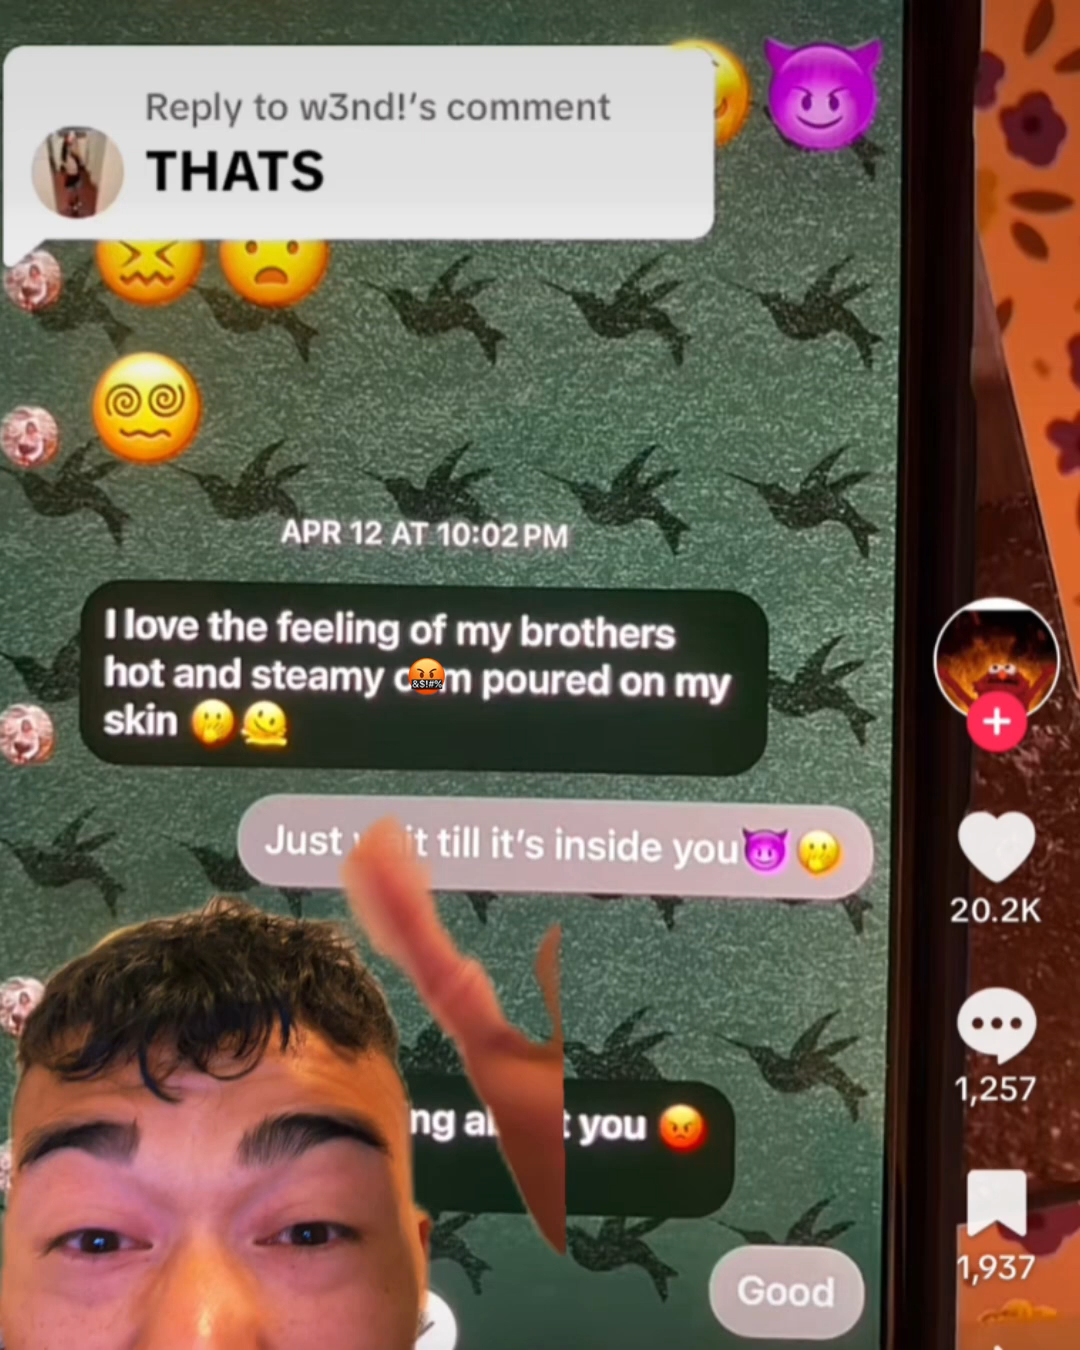 Reply to w3nd!'s comment
THATS
APR 12 AT 10:02 PM
I love the feeling of my brothers
hot and steamy c🤬m poured on my
skin 🫢🫠
Just wait till it's inside you😈🫢
you 😡
Good
20.2K
1,257
1,937